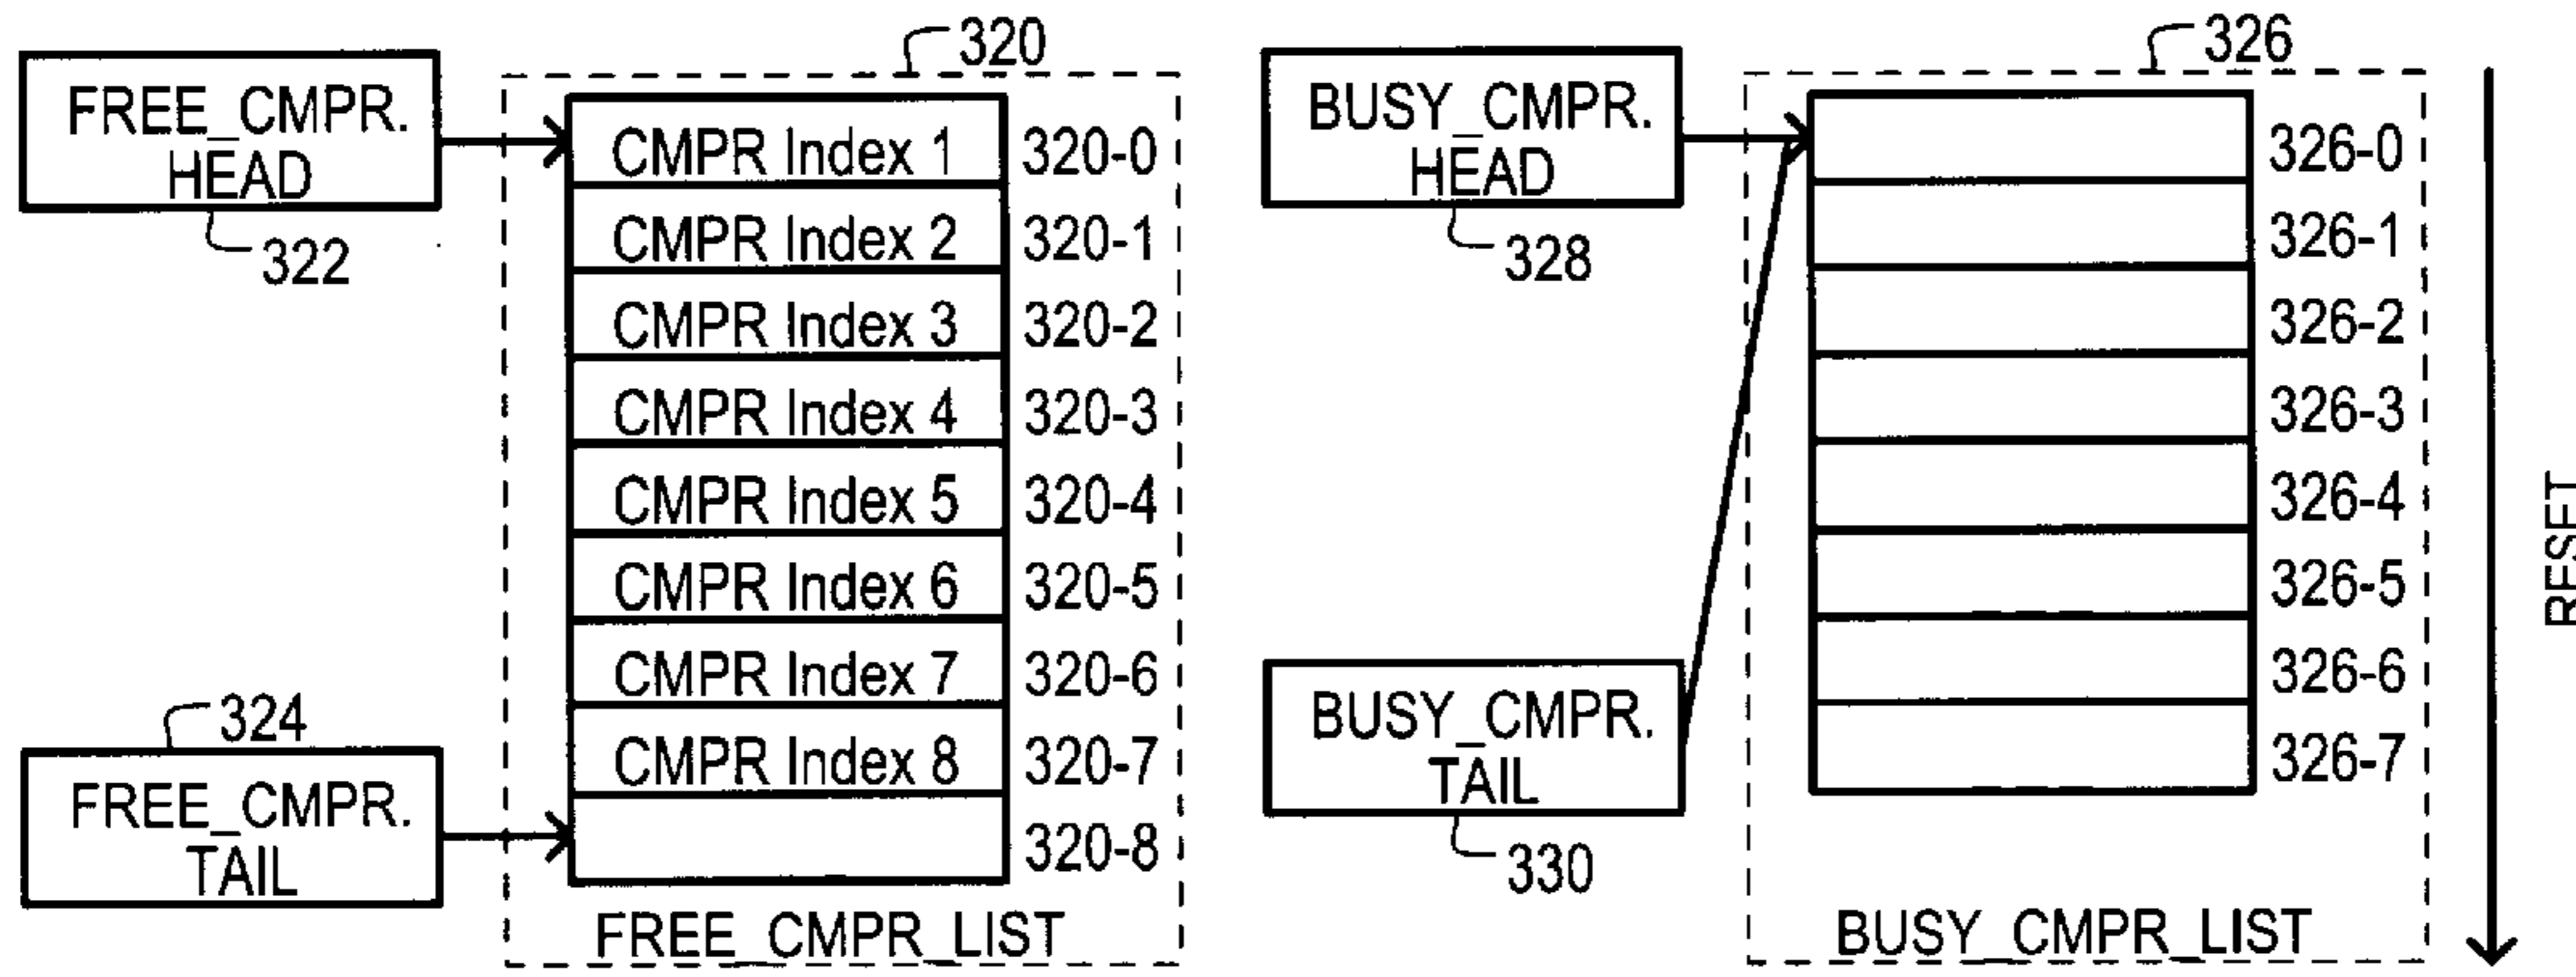 320
FREE_CMPR.
HEAD
322
CMPR Index 1 320-0
CMPR Index 2 320-1
CMPR Index 3 320-2
CMPR Index 4 320-3
CMPR Index 5 320-4
CMPR Index 6 320-5
CMPR Index 7 320-6
CMPR Index 8 320-7
320-8
324
FREE_CMPR.
TAIL
FREE_CMPR_LIST
326
BUSY_CMPR.
HEAD
328
326-0
326-1
326-2
326-3
326-4
326-5
326-6
326-7
BUSY_CMPR.
TAIL
330
BUSY_CMPR_LIST
RESET